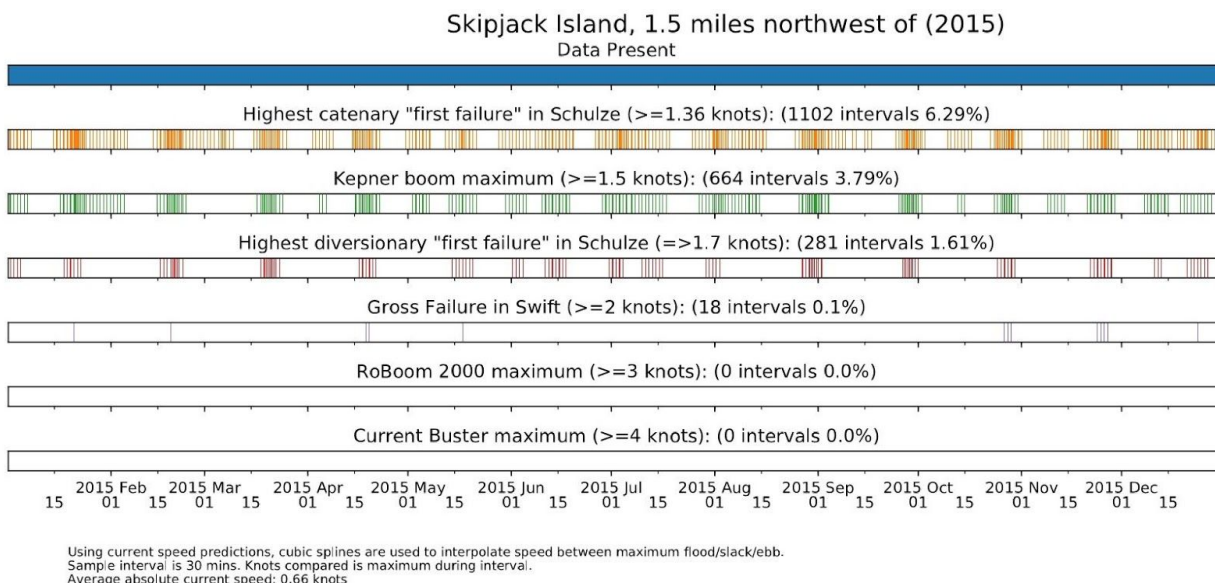 Skipjack Island, 1.5 miles northwest of (2015)
Data Present
Highest catenary "first failure" in Schulze (>=1.36 knots): (1102 intervals 6.29%)
Kepner boom maximum (>=1.5 knots): (664 intervals 3.79%)
Highest diversionary "first failure" in Schulze (=>1.7 knots): (281 intervals 1.61%)
Gross Failure in Swift (>=2 knots): (18 intervals 0.1%)
RoBoom 2000 maximum (>=3 knots): (0 intervals 0.0%)
Current Buster maximum (>=4 knots): (0 intervals 0.0%)
2015 Feb 2015 Mar 2015 Apr 2015 May 2015 Jun 2015 Jul 2015 Aug 2015 Sep 2015 Oct 2015 Nov 2015 Dec
15 01 15 01 15 01 15 01 15 01 15 01 15 01 15 01 15 01 15 01 15 01 15
Using current speed predictions, cubic splines are used to interpolate speed between maximum flood/slack/ebb.
Sample interval is 30 mins. Knots compared is maximum during interval.
Average absolute current speed: 0.66 knots